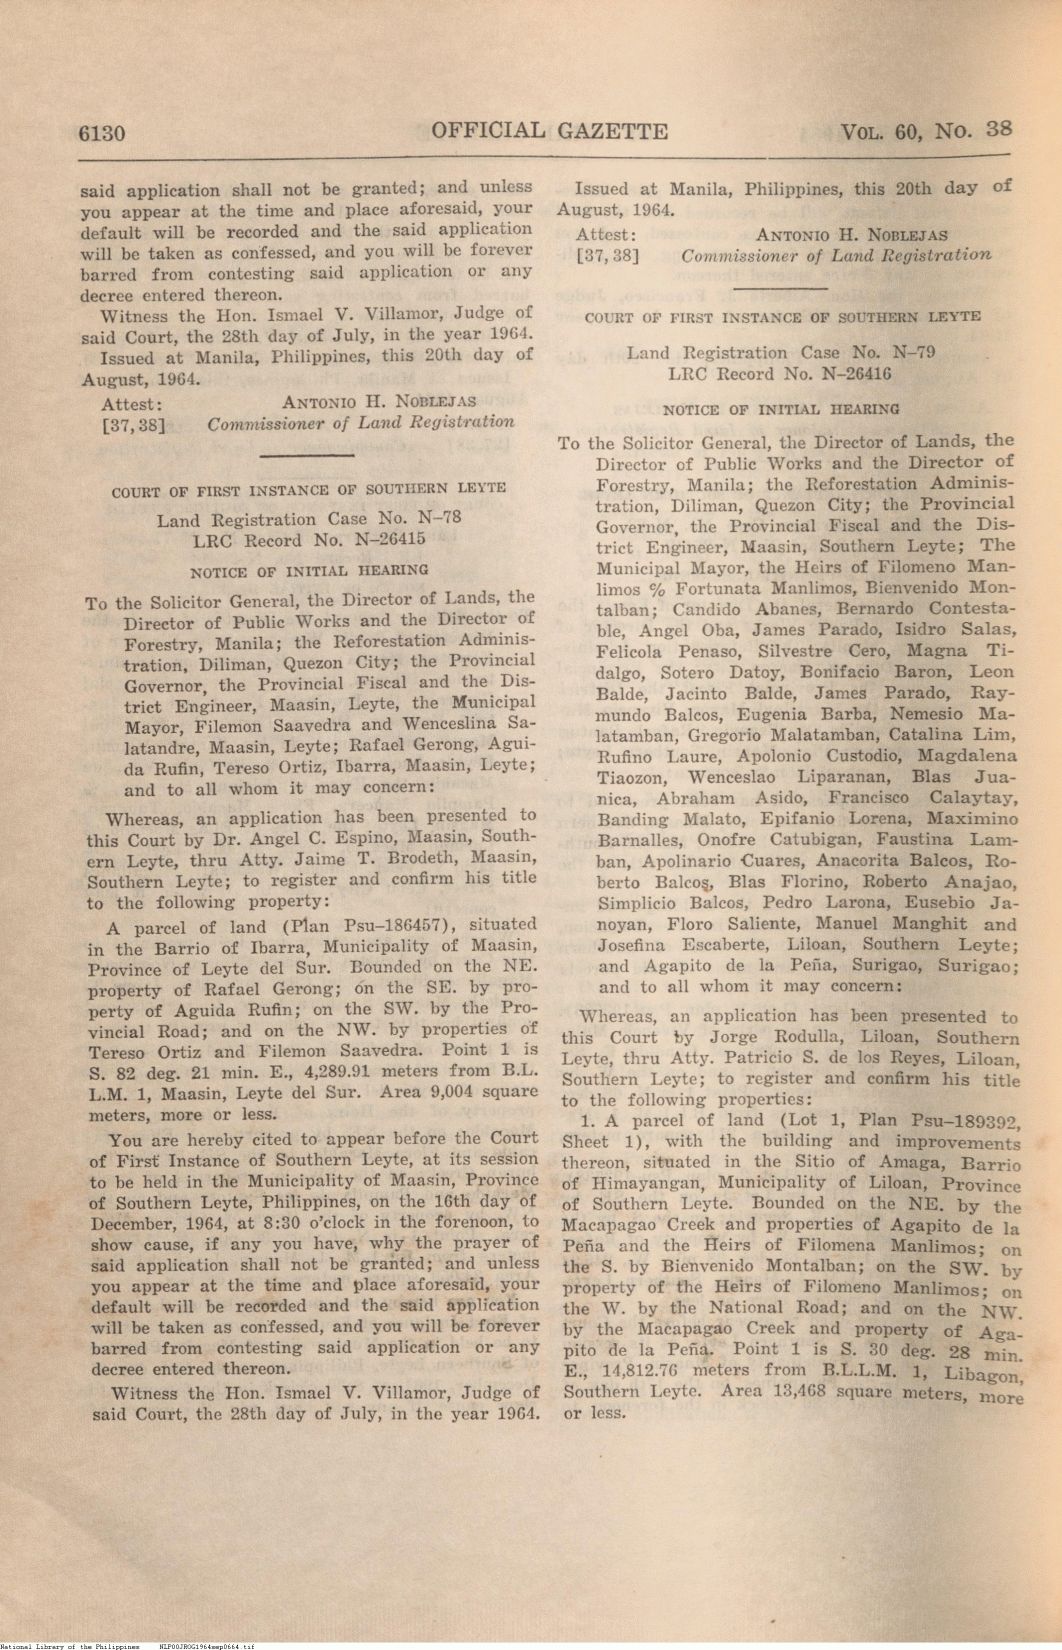 6130 OFFICIAL GAZETTE VOL. 60, NO. 38
said application shall not be granted; and unless
you appear at the time and place aforesaid, your
default will be recorded and the said application
will be taken as confessed, and you will be forever
barred from contesting said application or any
decree entered thereon.
Witness the Hon. Ismael V. Villamor, Judge of
said Court, the 28th day of July, in the year 1964.
Issued at Manila, Philippines, this 20th day of
August, 1964.
Attest: ANTONIO H. NOBLEJAS
[37,38] Commissioner of Land Registration
COURT OF FIRST INSTANCE OF SOUTHERN LEYTE
Land Registration Case No. N–78
LRC Record No. N–26415
NOTICE OF INITIAL HEARING
To the Solicitor General, the Director of Lands, the
Director of Public Works and the Director of
Forestry, Manila; the Reforestation Adminis-
tration, Diliman, Quezon City; the Provincial
Governor, the Provincial Fiscal and the Dis-
trict Engineer, Maasin, Leyte, the Municipal
Mayor, Filemon Saavedra and Wenceslina Sa-
latandre, Maasin, Leyte; Rafael Gerong, Agui-
da Rufin, Tereso Ortiz, Ibarra, Maasin, Leyte;
and to all whom it may concern:
Whereas, an application has been presented to
this Court by Dr. Angel C. Espino, Maasin, South-
ern Leyte, thru Atty. Jaime T. Brodeth, Maasin,
Southern Leyte; to register and confirm his title
to the following property:
A parcel of land (Plan Psu–186457), situated
in the Barrio of Ibarra, Municipality of Maasin,
Province of Leyte del Sur. Bounded on the NE.
property of Rafael Gerong; on the SE. by pro-
perty of Aguida Rufin; on the SW. by the Pro-
vincial Road; and on the NW. by properties of
Tereso Ortiz and Filemon Saavedra. Point 1 is
S. 82 deg. 21 min. E., 4,289.91 meters from B.L.
L.M. 1, Maasin, Leyte del Sur. Area 9,004 square
meters, more or less.
You are hereby cited to appear before the Court
of First Instance of Southern Leyte, at its session
to be held in the Municipality of Maasin, Province
of Southern Leyte, Philippines, on the 16th day of
December, 1964, at 8:30 o'clock in the forenoon, to
show cause, if any you have, why the prayer of
said application shall not be granted; and unless
you appear at the time and place aforesaid, your
default will be recorded and the said application
will be taken as confessed, and you will be forever
barred from contesting said application or any
decree entered thereon.
Witness the Hon. Ismael V. Villamor, Judge of
said Court, the 28th day of July, in the year 1964.
Issued at Manila, Philippines, this 20th day of
August, 1964.
Attest: ANTONIO H. NOBLEJAS
[37,38] Commissioner of Land Registration
COURT OF FIRST INSTANCE OF SOUTHERN LEYTE
Land Registration Case No. N–79
LRC Record No. N–26416
NOTICE OF INITIAL HEARING
To the Solicitor General, the Director of Lands, the
Director of Public Works and the Director of
Forestry, Manila; the Reforestation Adminis-
tration, Diliman, Quezon City; the Provincial
Governor, the Provincial Fiscal and the Dis-
trict Engineer, Maasin, Southern Leyte; The
Municipal Mayor, the Heirs of Filomeno Man-
limos % Fortunata Manlimos, Bienvenido Mon-
talban; Candido Abanes, Bernardo Contesta-
ble, Angel Oba, James Parado, Isidro Salas,
Felicola Penaso, Silvestre Cero, Magna Ti-
dalgo, Sotero Datoy, Bonifacio Baron, Leon
Balde, Jacinto Balde, James Parado, Ray-
mundo Balcos, Eugenia Barba, Nemesio Ma-
latamban, Gregorio Malatamban, Catalina Lim,
Rufino Laure, Apolonio Custodio, Magdalena
Tiaozon, Wenceslao Liparanan, Blas Jua-
nica, Abraham Asido, Francisco Calaytay,
Banding Malato, Epifanio Lorena, Maximino
Barnalles, Onofre Catubigan, Faustina Lam-
ban, Apolinario Cuares, Anacorita Balcos, Ro-
berto Balcos, Blas Florino, Roberto Anajao,
Simplicio Balcos, Pedro Larona, Eusebio Ja-
noyan, Floro Saliente, Manuel Manghit and
Josefina Escaberte, Liloan, Southern Leyte;
and Agapito de la Peña, Surigao, Surigao;
and to all whom it may concern:
Whereas, an application has been presented to
this Court by Jorge Rodulla, Liloan, Southern
Leyte, thru Atty. Patricio S. de los Reyes, Liloan,
Southern Leyte; to register and confirm his title
to the following properties:
1. A parcel of land (Lot 1, Plan Psu–189392,
Sheet 1), with the building and improvements
thereon, situated in the Sitio of Amaga, Barrio
of Himayangan, Municipality of Liloan, Province
of Southern Leyte. Bounded on the NE. by the
Macapagao Creek and properties of Agapito de la
Peña and the Heirs of Filomena Manlimos; on
the S. by Bienvenido Montalban; on the SW. by
property of the Heirs of Filomeno Manlimos; on
the W. by the National Road; and on the NW.
by the Macapagao Creek and property of Aga-
pito de la Peña. Point 1 is S. 30 deg. 28 min.
E., 14,812.76 meters from B.L.L.M. 1, Libagon,
Southern Leyte. Area 13,468 square meters, more
or less.
National Library of the Philippines NLP00JROG1964sep0664.tif